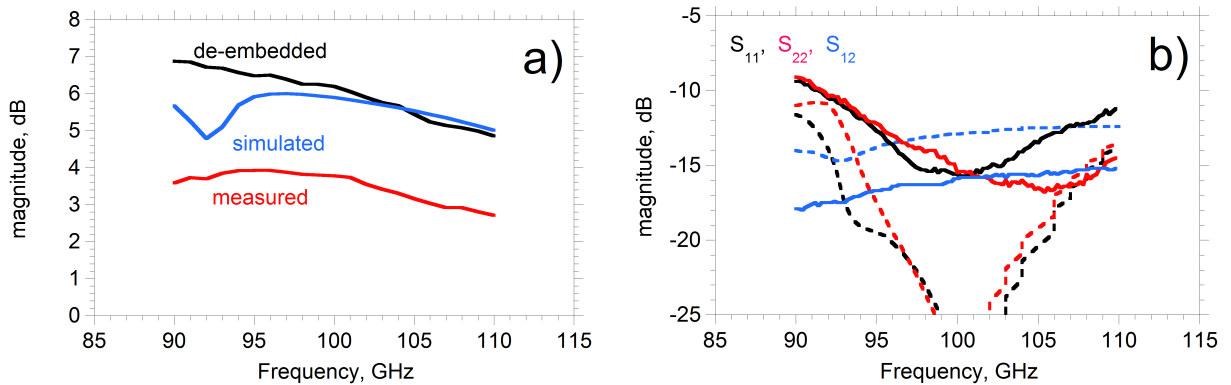 8
7
6
5
4
3
2
1
0
magnitude, dB
de-embedded
simulated
measured
a)
85 90 95 100 105 110 115
Frequency, GHz
-5
-10
-15
-20
-25
magnitude, dB
S11, S22, S12
b)
85 90 95 100 105 110 115
Frequency, GHz